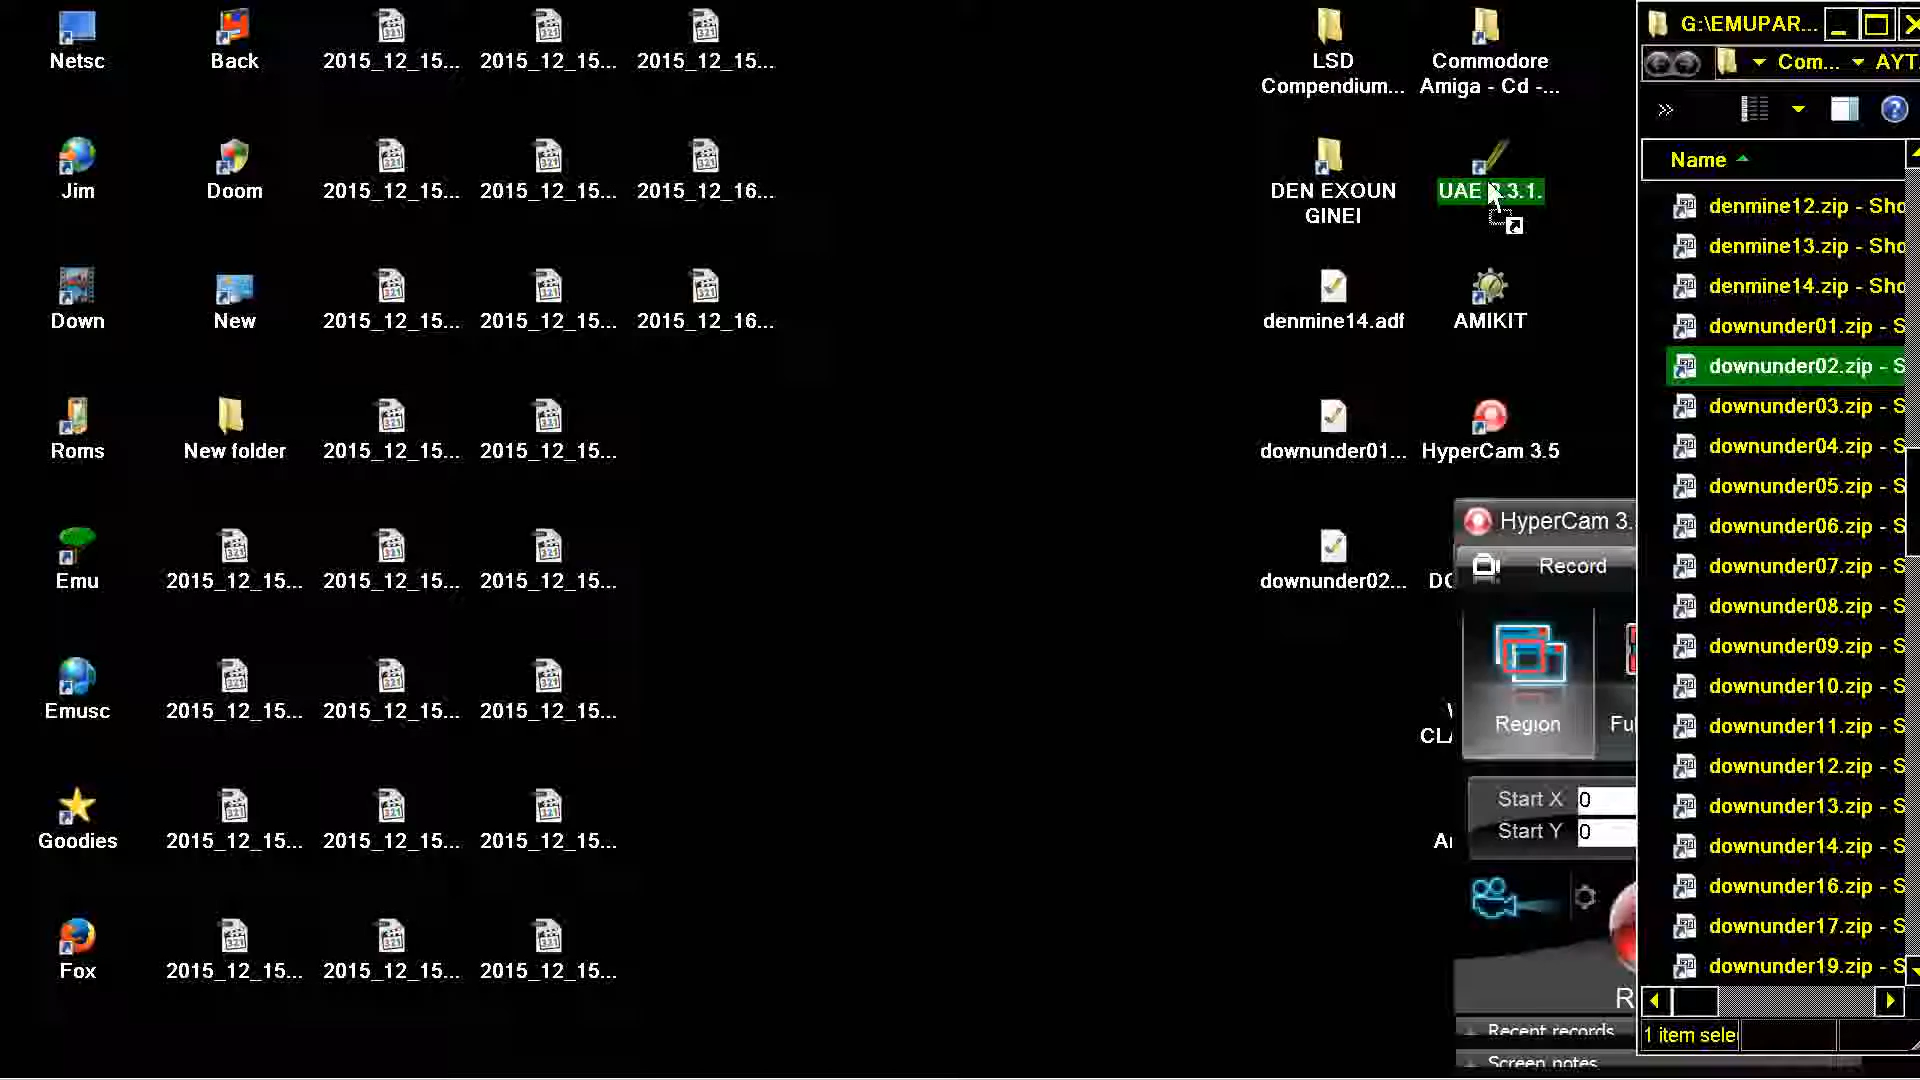 Netsc
Back
2015_12_15...
2015_12_15...
2015_12_15...
LSD
Compendium...
Commodore
Amiga - Cd -...
Jim
Doom
2015_12_15...
2015_12_15...
2015_12_16...
DEN EXOUN
GINEI
Down
New
2015_12_15...
2015_12_15...
2015_12_16...
denmine14.adf
AMIKIT
Roms
New folder
2015_12_15...
2015_12_15...
downunder01...
HyperCam 3.5
Emu
2015_12_15...
2015_12_15...
2015_12_15...
downunder02...
Emusc
2015_12_15...
2015_12_15...
2015_12_15...
Goodies
2015_12_15...
2015_12_15...
2015_12_15...
Fox
2015_12_15...
2015_12_15...
2015_12_15...
HyperCam 3.
Record
Region
Start X 0
Start Y 0
Recent records
Screen notes
G:\EMUPAR...
Com... AYT
Name
denmine12.zip - Sho
denmine13.zip - Sho
denmine14.zip - Sho
downunder01.zip - S
downunder02.zip - S
downunder03.zip - S
downunder04.zip - S
downunder05.zip - S
downunder06.zip - S
downunder07.zip - S
downunder08.zip - S
downunder09.zip - S
downunder10.zip - S
downunder11.zip - S
downunder12.zip - S
downunder13.zip - S
downunder14.zip - S
downunder16.zip - S
downunder17.zip - S
downunder19.zip - S
1 item sele